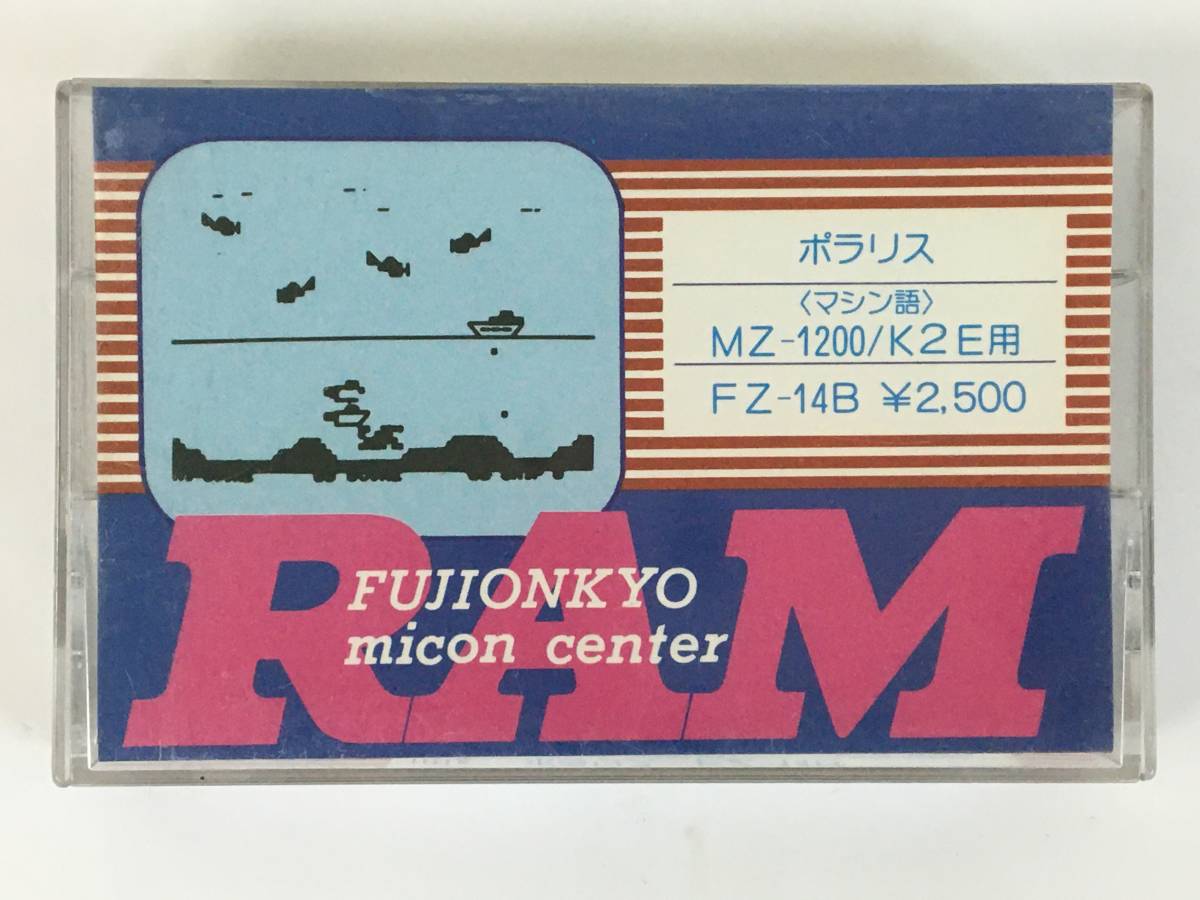 ポラリス
〈マシン語〉
MZ-1200/K2E用
FZ-14B ¥2,500
RAM
FUJIONKYO
micon center